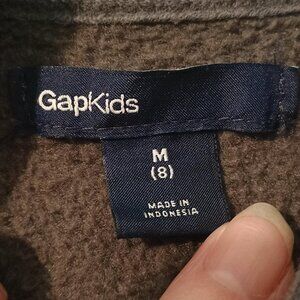 GapKids
M
(8)
MADE IN
INDONESIA